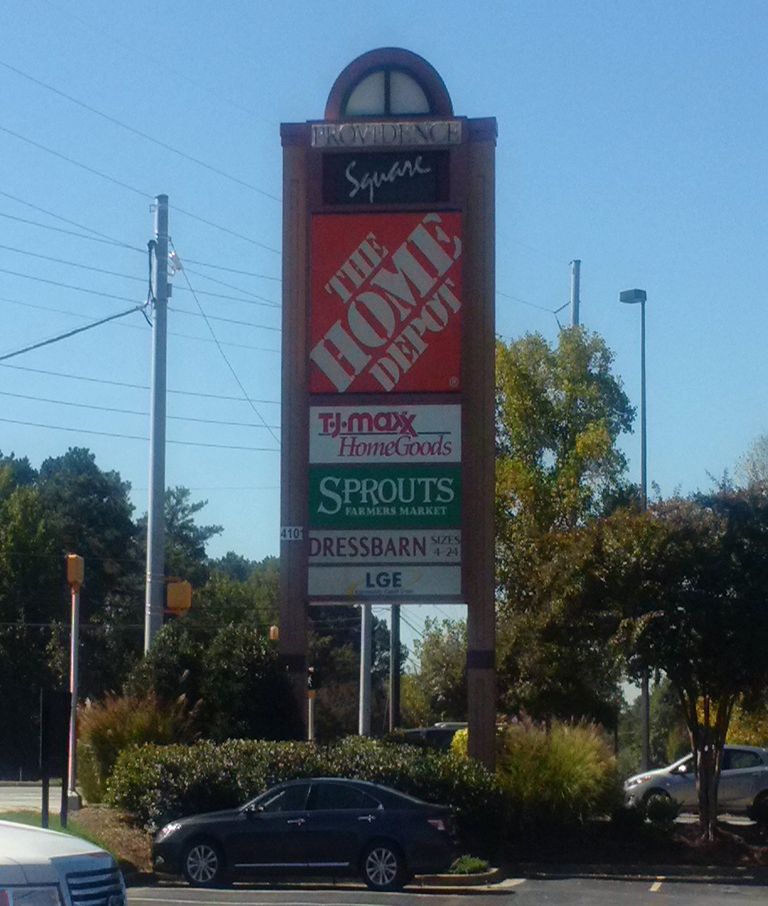 PROVIDENCE
Square
THE
HOME
DEPOT
®
T·J·maxx
HomeGoods
SPROUTS
FARMERS MARKET
4101
DRESSBARN SIZES
4-24
LGE